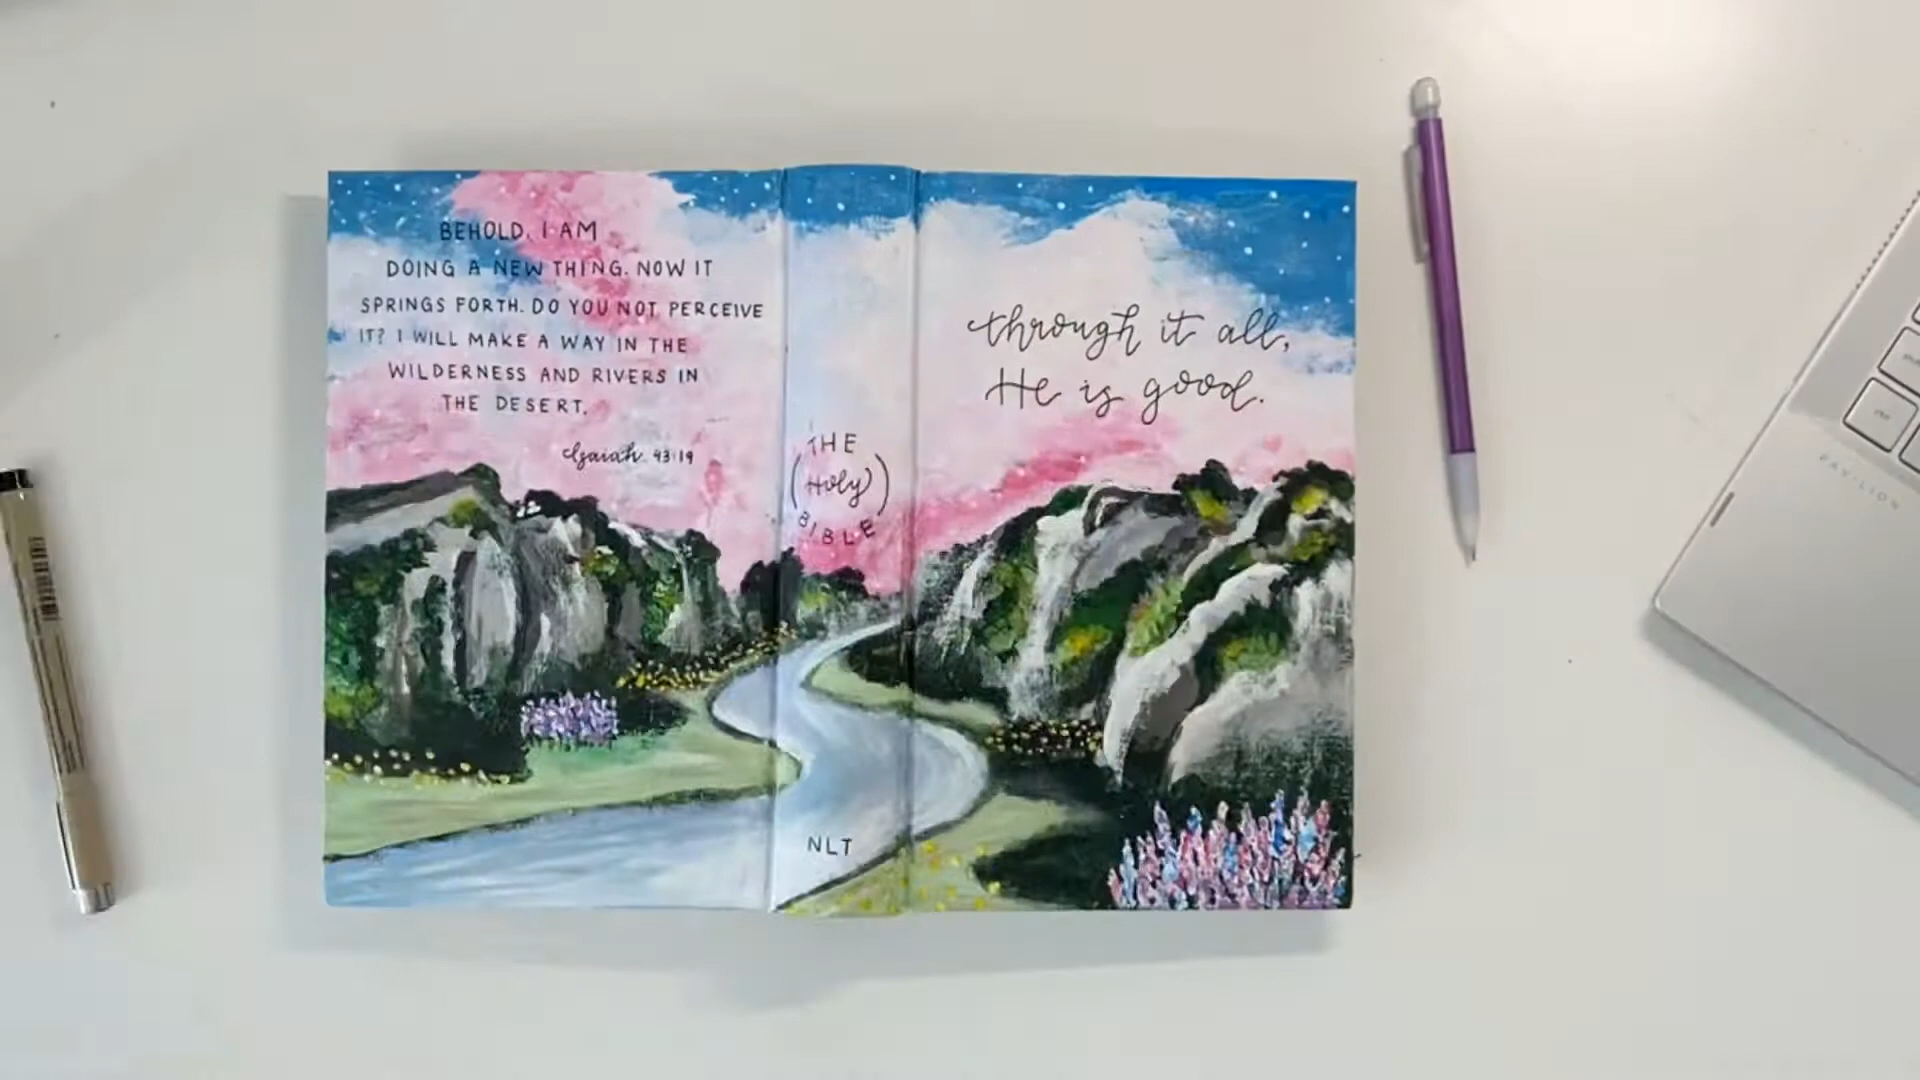 BEHOLD, I AM
DOING A NEW THING. NOW IT
SPRINGS FORTH. DO YOU NOT PERCEIVE
IT? I WILL MAKE A WAY IN THE
WILDERNESS AND RIVERS IN
THE DESERT.
Isaiah 43:19
THE
Holy
BIBLE
NLT
through it all,
He is good.
PAVILION